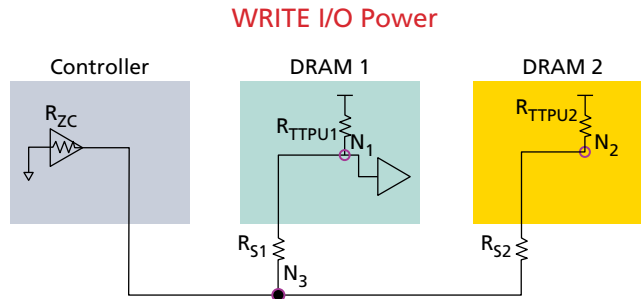 WRITE I/O Power
Controller
DRAM 1
DRAM 2
RZC
RTTPU1
RTTPU2
N1
N2
RS1
RS2
N3